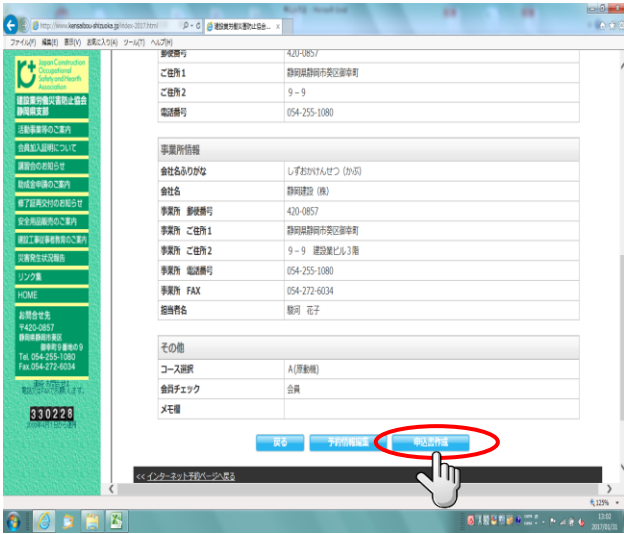 http://www.kensaibou-shizuoka.jp/index-2017.html
建設業労働災害防止協会...
ファイル(F) 編集(E) 表示(V) お気に入り(A) ツール(T) ヘルプ(H)
Japan Construction
Occupational
Safety and Health
Association
建設業労働災害防止協会
静岡県支部
活動事業等のご案内
会員加入証明について
講習会のお知らせ
助成金申請のご案内
修了証再交付のお知らせ
安全用品販売のご案内
建設工事従事者教育のご案内
災害発生状況報告
リンク集
HOME
お問合せ先
〒420-0857
静岡県静岡市葵区
御幸町9番地の9
Tel. 054-255-1080
Fax.054-272-6034
330228
郵便番号 420-0857
ご住所1 静岡県静岡市葵区御幸町
ご住所2 9-9
電話番号 054-255-1080
事業所情報
会社名ふりがな しずおかけんせつ（かぶ）
会社名 静岡建設（株）
事業所 郵便番号 420-0857
事業所 ご住所1 静岡県静岡市葵区御幸町
事業所 ご住所2 9－9 建設業ビル3階
事業所 電話番号 054-255-1080
事業所 FAX 054-272-6034
担当者名 駿河 花子
その他
コース選択 A(原動機)
会員チェック 会員
メモ欄
戻る 予約情報編集 申込書作成
<< インターネット予約ページへ戻る
125%
13:02
2017/01/31